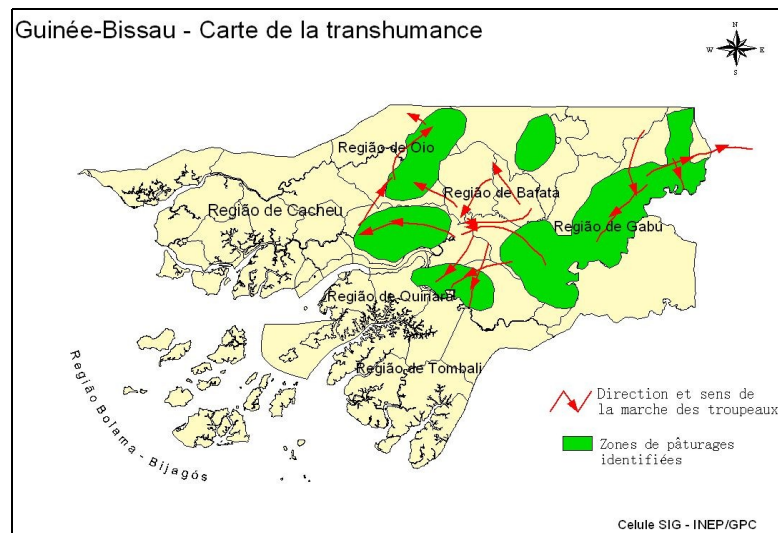 Guinée-Bissau - Carte de la transhumance
N
W E
S
Região de Oio
Região de Bafatá
Região de Cacheu
Região de Gabú
Região de Quinara
Região de Tombali
Região Bolama - Bijagós
Direction et sens de
la marche des troupeaux
Zones de pâturages
identifiées
Celule SIG - INEP/GPC